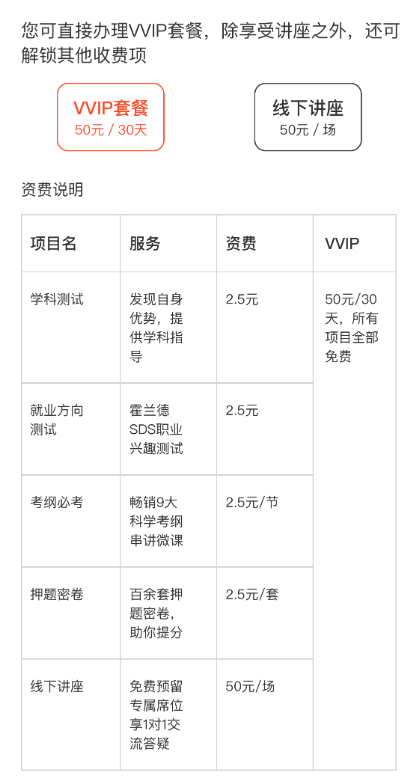 您可直接办理VVIP套餐，除享受讲座之外，还可
解锁其他收费项
VVIP套餐
50元 / 30天
线下讲座
50元 / 场
资费说明
项目名
服务
资费
VVIP
学科测试
发现自身
优势，提
供学科指
导
2.5元
50元/30
天，所有
项目全部
免费
就业方向
测试
霍兰德
SDS职业
兴趣测试
2.5元
考纲必考
畅销9大
科学考纲
串讲微课
2.5元/节
押题密卷
百余套押
题密卷，
助你提分
2.5元/套
线下讲座
免费预留
专属席位
享1对1交
流答疑
50元/场